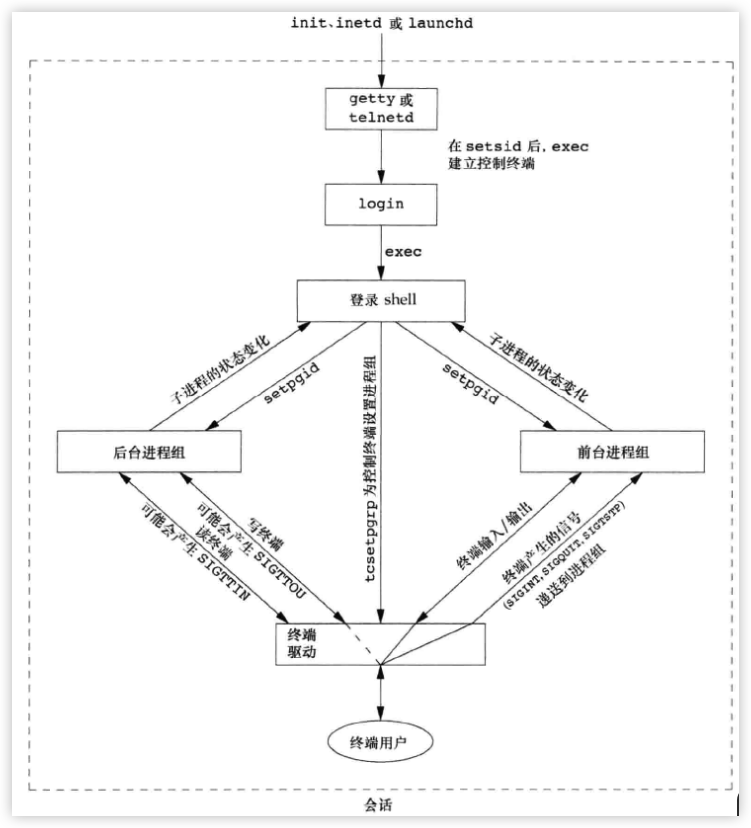 init、inetd 或 launchd
getty 或
telnetd
在 setsid 后，exec
建立控制终端
login
exec
登录 shell
子进程的状态变化
setpgid
tcsetpgrp 为控制终端设置进程组
setpgid
子进程的状态变化
后台进程组
前台进程组
读终端
可能会产生 SIGTTIN
写终端
可能会产生 SIGTTOU
终端输入/输出
终端产生的信号
(SIGINT,SIGQUIT,SIGTSTP)
递送到进程组
终端
驱动
终端用户
会话